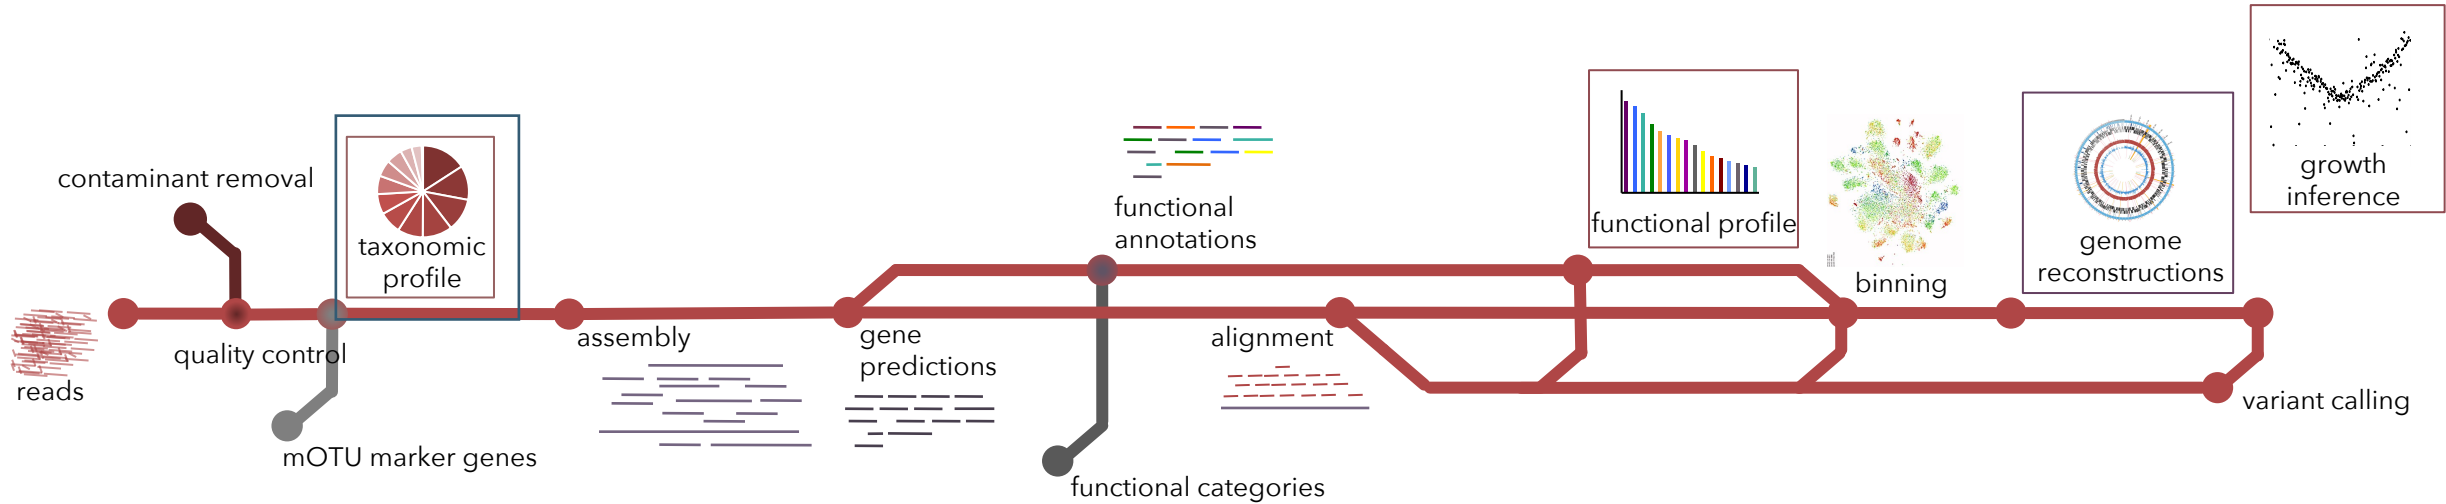 contaminant removal
taxonomic
profile
quality control
reads
mOTU marker genes
assembly
gene
predictions
functional
annotations
functional categories
alignment
functional profile
binning
genome
reconstructions
growth
inference
variant calling